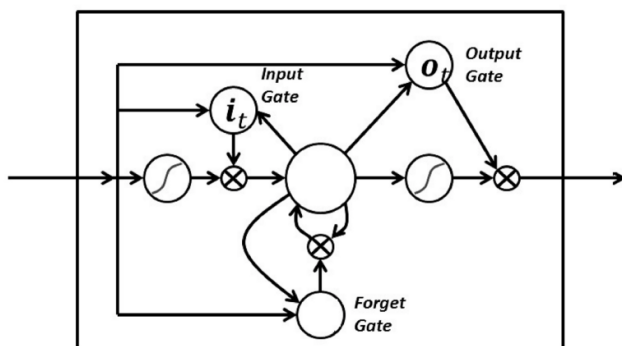 Input
Gate
Output
Gate
i_t
o_t
Forget
Gate